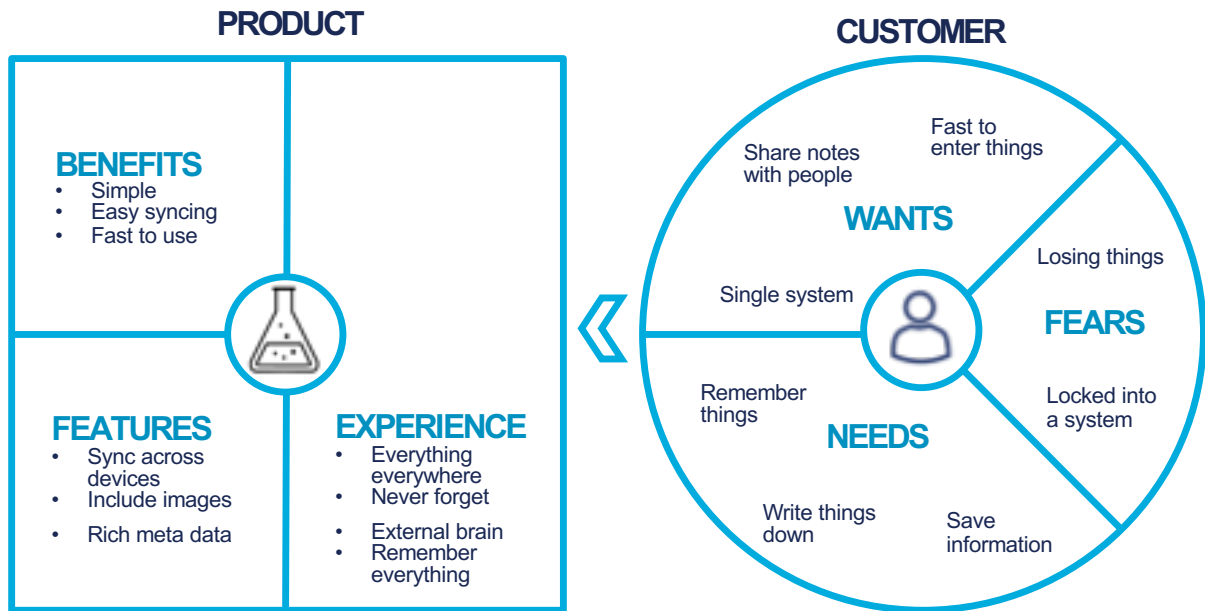 PRODUCT
BENEFITS
• Simple
• Easy syncing
• Fast to use
FEATURES
• Sync across
devices
• Include images
• Rich meta data
EXPERIENCE
• Everything
everywhere
• Never forget
• External brain
• Remember
everything
CUSTOMER
Share notes
with people
Fast to
enter things
WANTS
Single system
Losing things
FEARS
Locked into
a system
Remember
things
NEEDS
Write things
down
Save
information